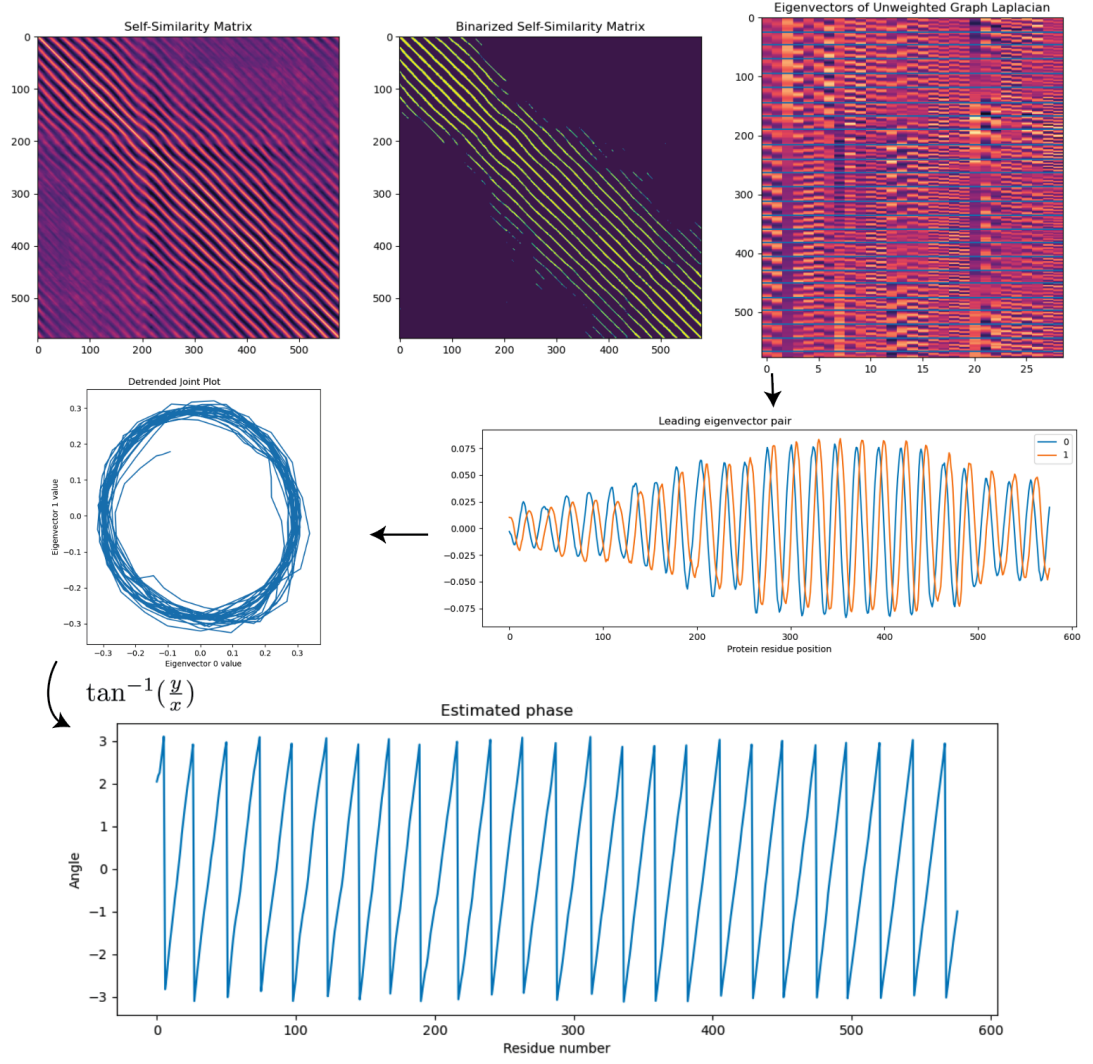 Self-Similarity Matrix
0
100
200
300
400
500
0 100 200 300 400 500
Binarized Self-Similarity Matrix
0
100
200
300
400
500
0 100 200 300 400 500
Eigenvectors of Unweighted Graph Laplacian
0
100
200
300
400
500
0 5 10 15 20 25
Detrended Joint Plot
Eigenvector 1 value
0.3
0.2
0.1
0.0
−0.1
−0.2
−0.3
−0.3 −0.2 −0.1 0.0 0.1 0.2 0.3
Eigenvector 0 value
Leading eigenvector pair
0
1
0.075
0.050
0.025
0.000
−0.025
−0.050
−0.075
0 100 200 300 400 500 600
Protein residue position
tan⁻¹(y/x)
Estimated phase
Angle
3
2
1
0
−1
−2
−3
0 100 200 300 400 500 600
Residue number